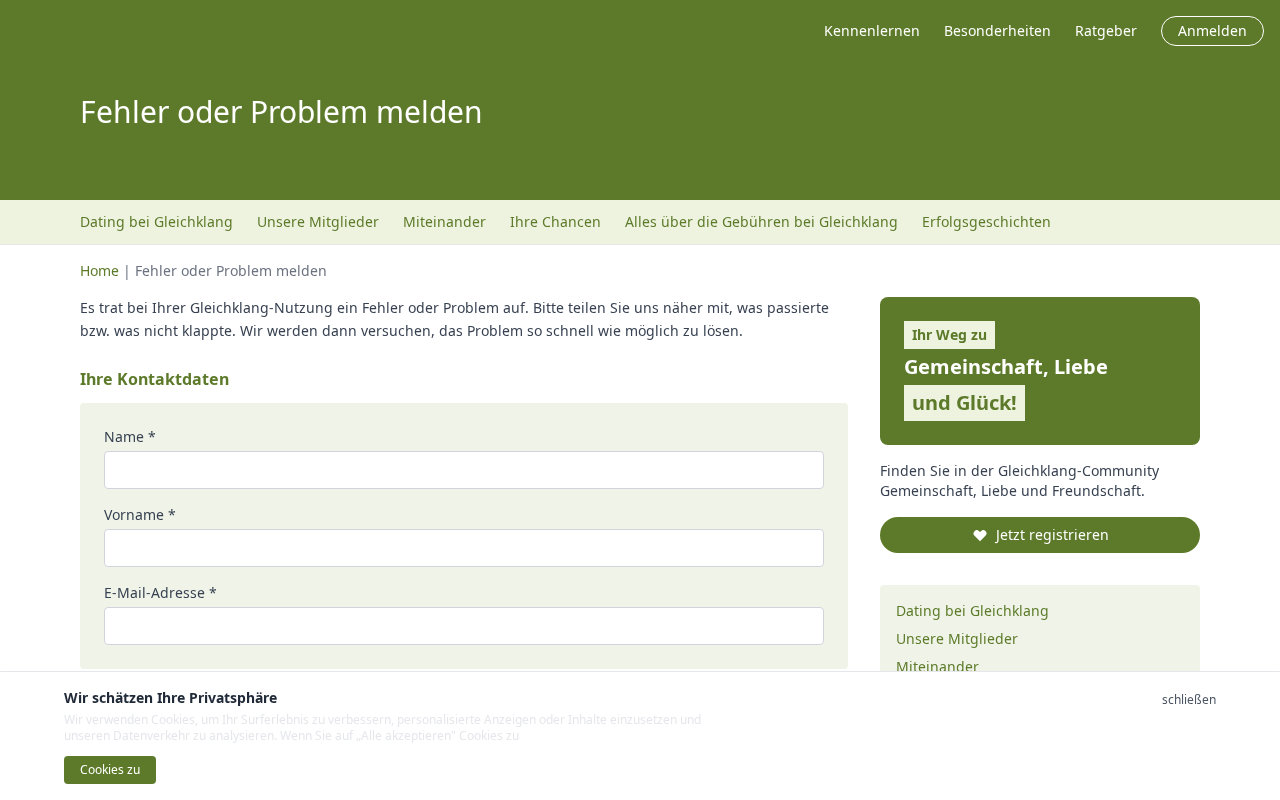 Kennenlernen Besonderheiten Ratgeber Anmelden
Fehler oder Problem melden
Dating bei Gleichklang Unsere Mitglieder Miteinander Ihre Chancen Alles über die Gebühren bei Gleichklang Erfolgsgeschichten
Home | Fehler oder Problem melden
Es trat bei Ihrer Gleichklang-Nutzung ein Fehler oder Problem auf. Bitte teilen Sie uns näher mit, was passierte
bzw. was nicht klappte. Wir werden dann versuchen, das Problem so schnell wie möglich zu lösen.
Ihre Kontaktdaten
Name *
Vorname *
E-Mail-Adresse *
Ihr Weg zu
Gemeinschaft, Liebe
und Glück!
Finden Sie in der Gleichklang-Community
Gemeinschaft, Liebe und Freundschaft.
Jetzt registrieren
Dating bei Gleichklang
Unsere Mitglieder
Miteinander
Wir schätzen Ihre Privatsphäre
schließen
Wir verwenden Cookies, um Ihr Surferlebnis zu verbessern, personalisierte Anzeigen oder Inhalte einzusetzen und
unseren Datenverkehr zu analysieren. Wenn Sie auf „Alle akzeptieren" Cookies zu
Cookies zu